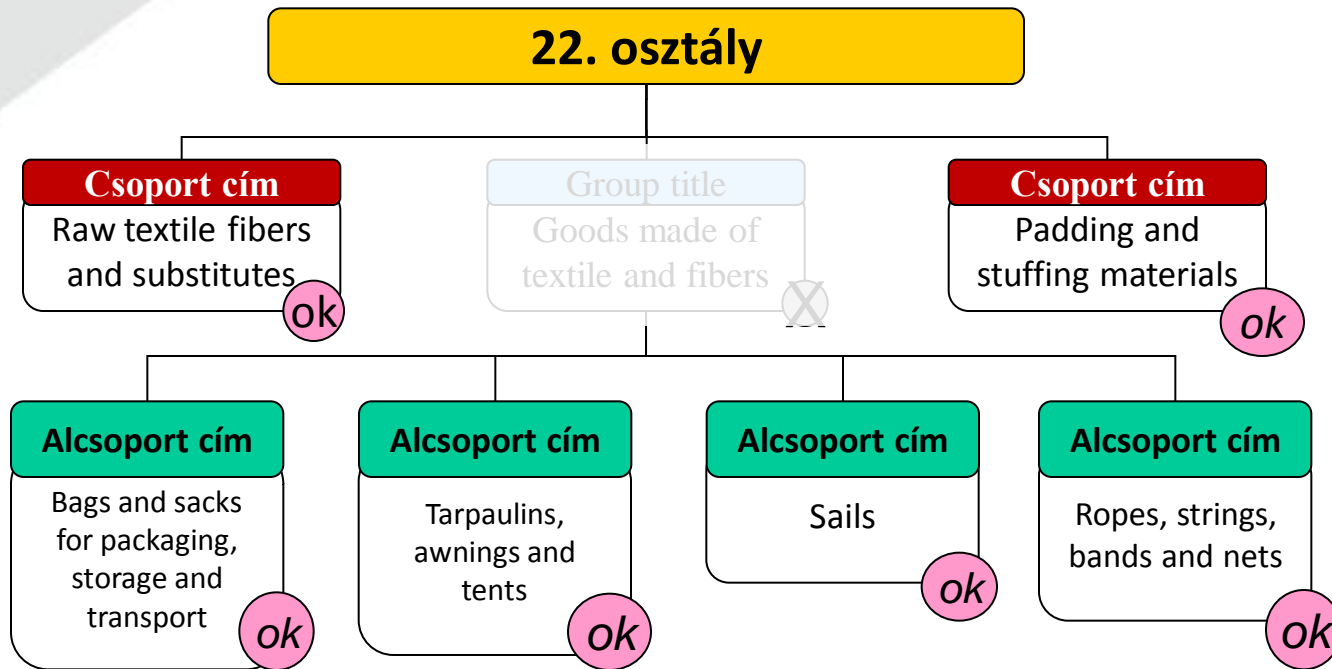 22. osztály
Csoport cím
Raw textile fibers
and substitutes
ok
Group title
Goods made of
textile and fibers
X
Csoport cím
Padding and
stuffing materials
ok
Alcsoport cím
Bags and sacks
for packaging,
storage and
transport
ok
Alcsoport cím
Tarpaulins,
awnings and
tents
ok
Alcsoport cím
Sails
ok
Alcsoport cím
Ropes, strings,
bands and nets
ok